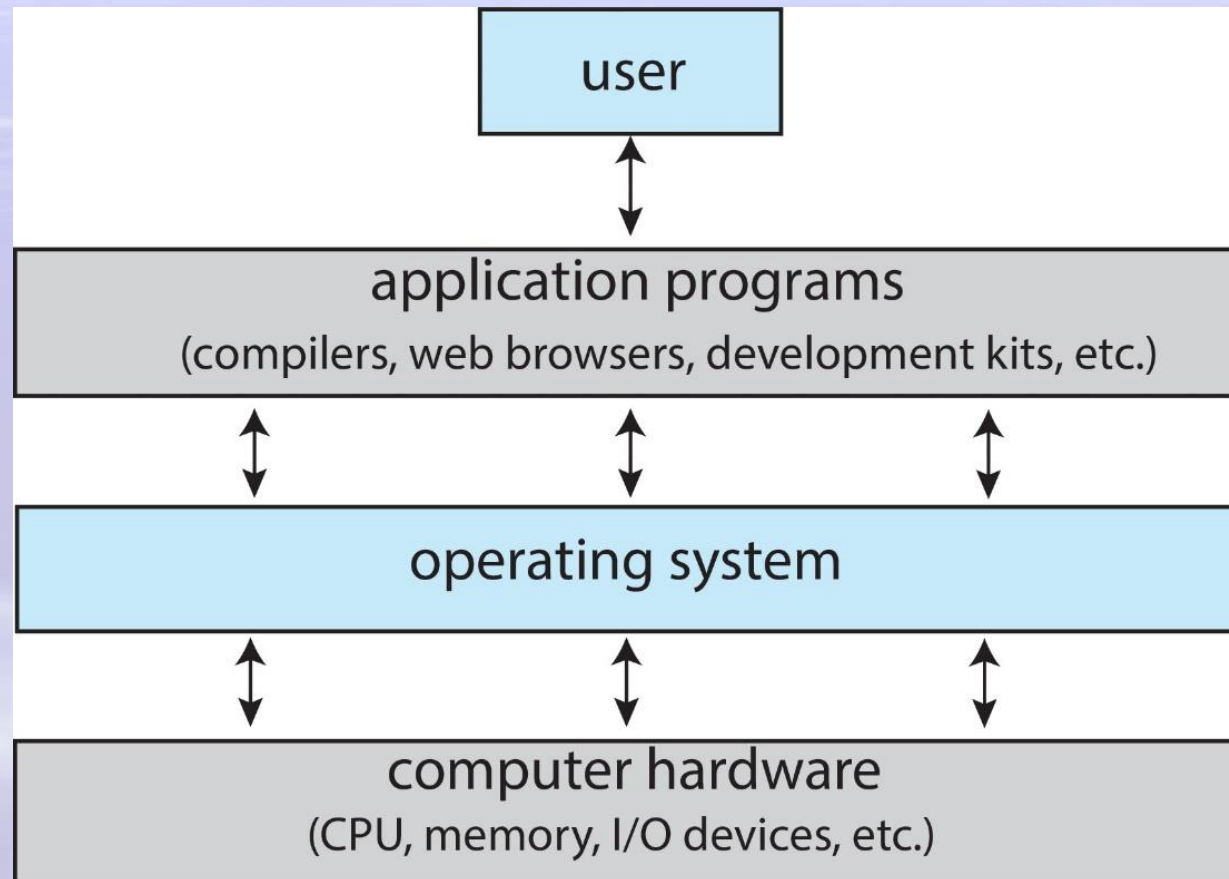 user
application programs
(compilers, web browsers, development kits, etc.)
operating system
computer hardware
(CPU, memory, I/O devices, etc.)